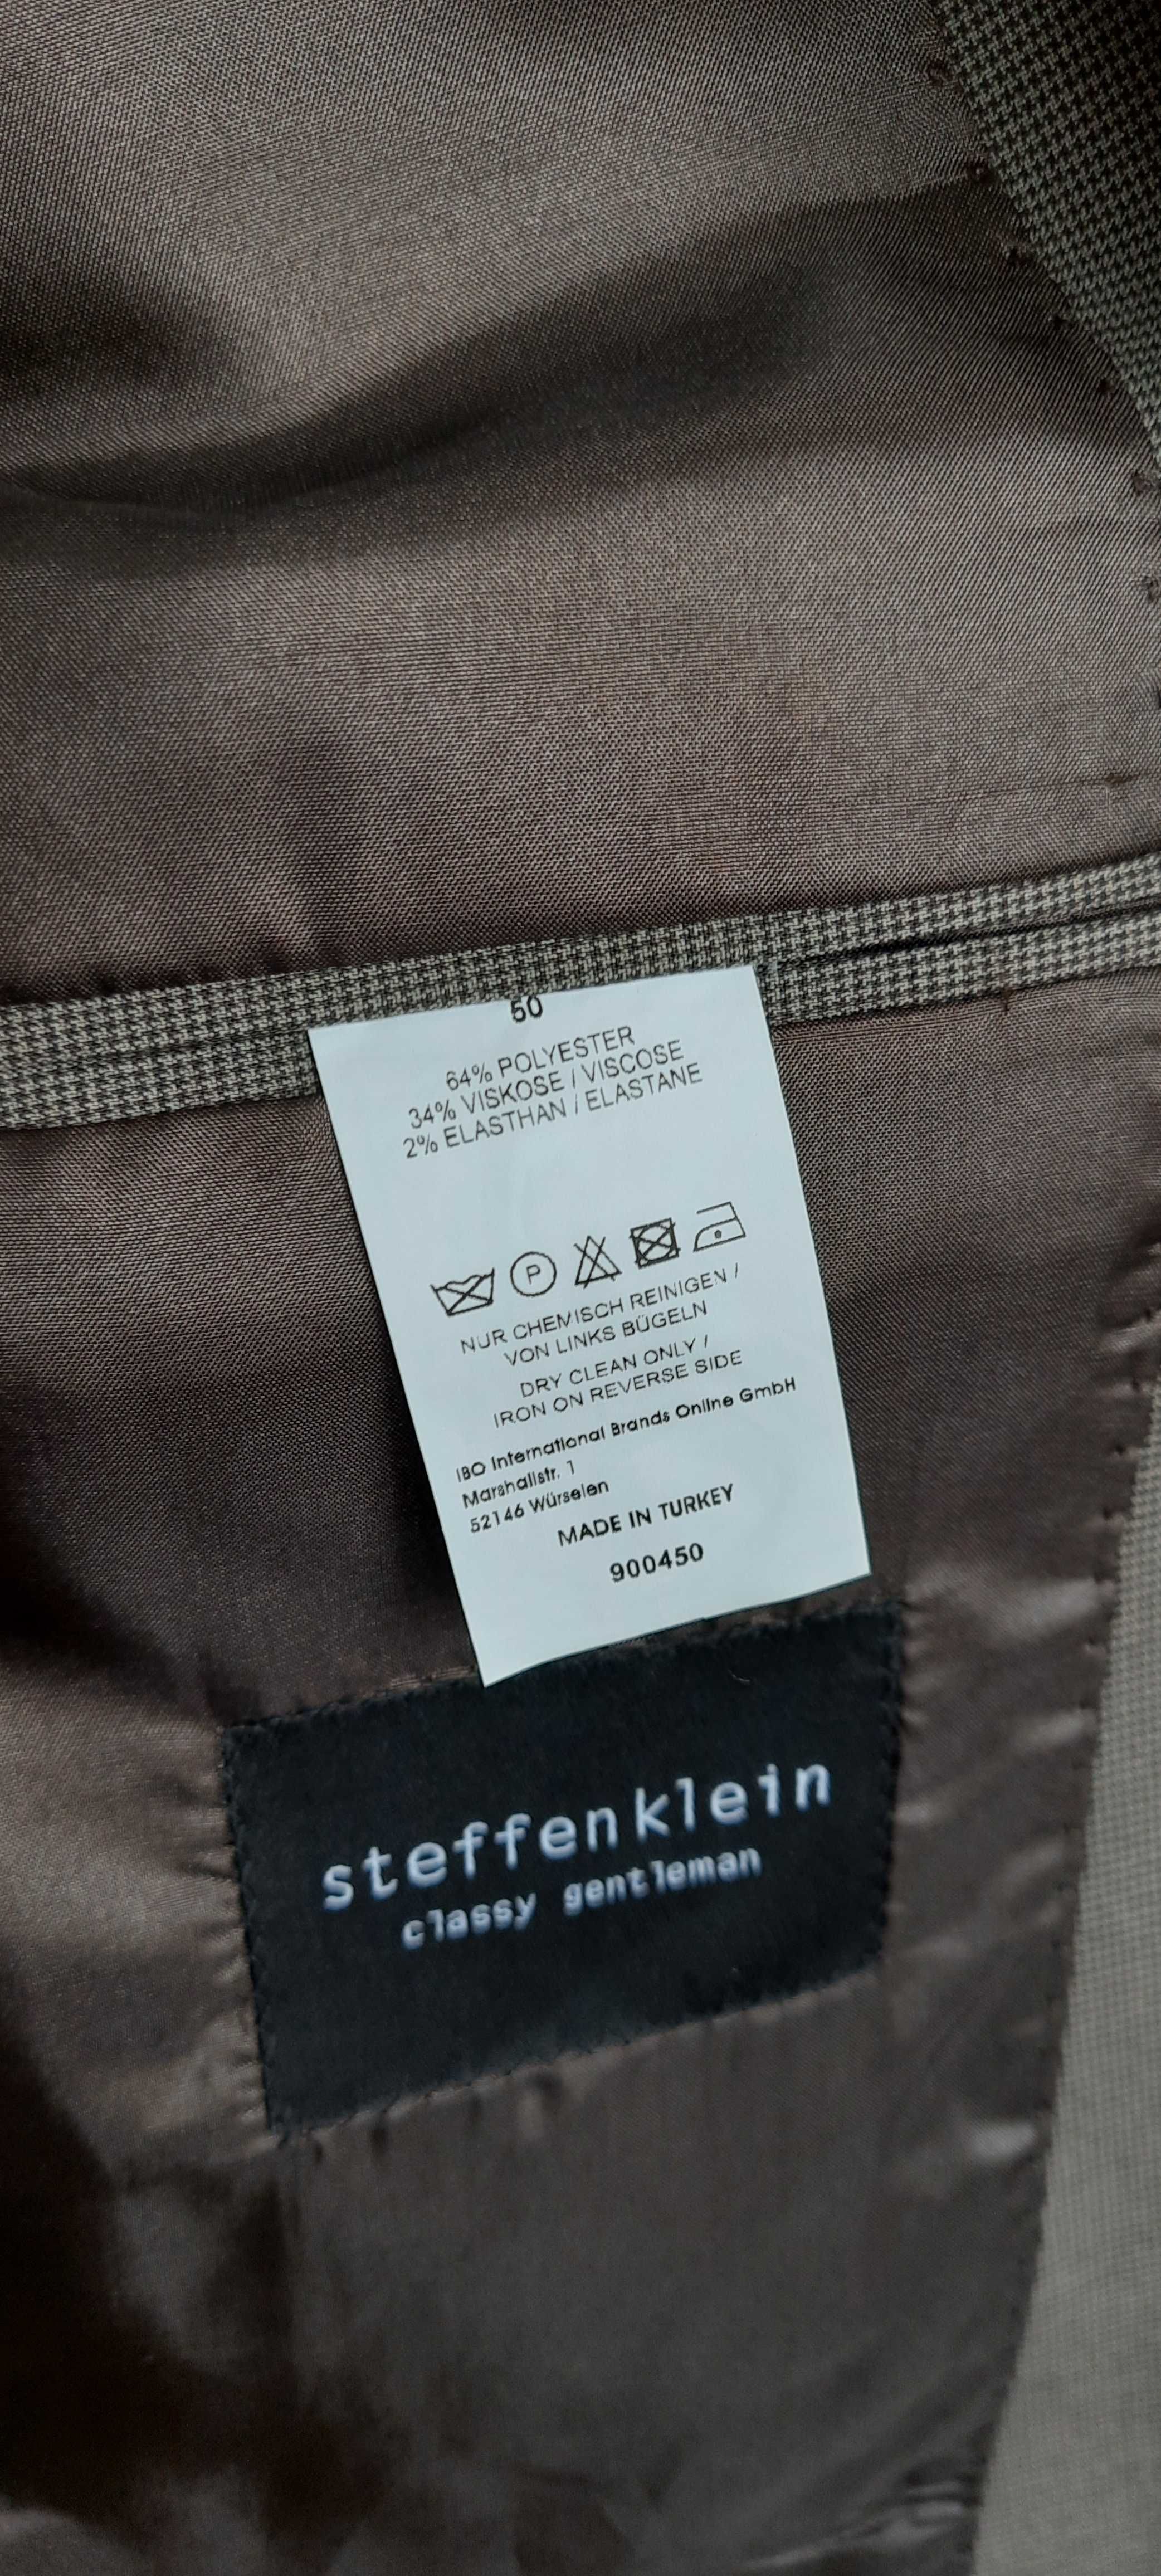 50
64% POLYESTER
34% VISKOSE / VISCOSE
2% ELASTHAN / ELASTANE
P
NUR CHEMISCH REINIGEN /
VON LINKS BÜGELN
DRY CLEAN ONLY /
IRON ON REVERSE SIDE
IBO International Brands Online GmbH
Marshallstr. 1
52146 Würselen
MADE IN TURKEY
900450
steffenklein
classy gentleman